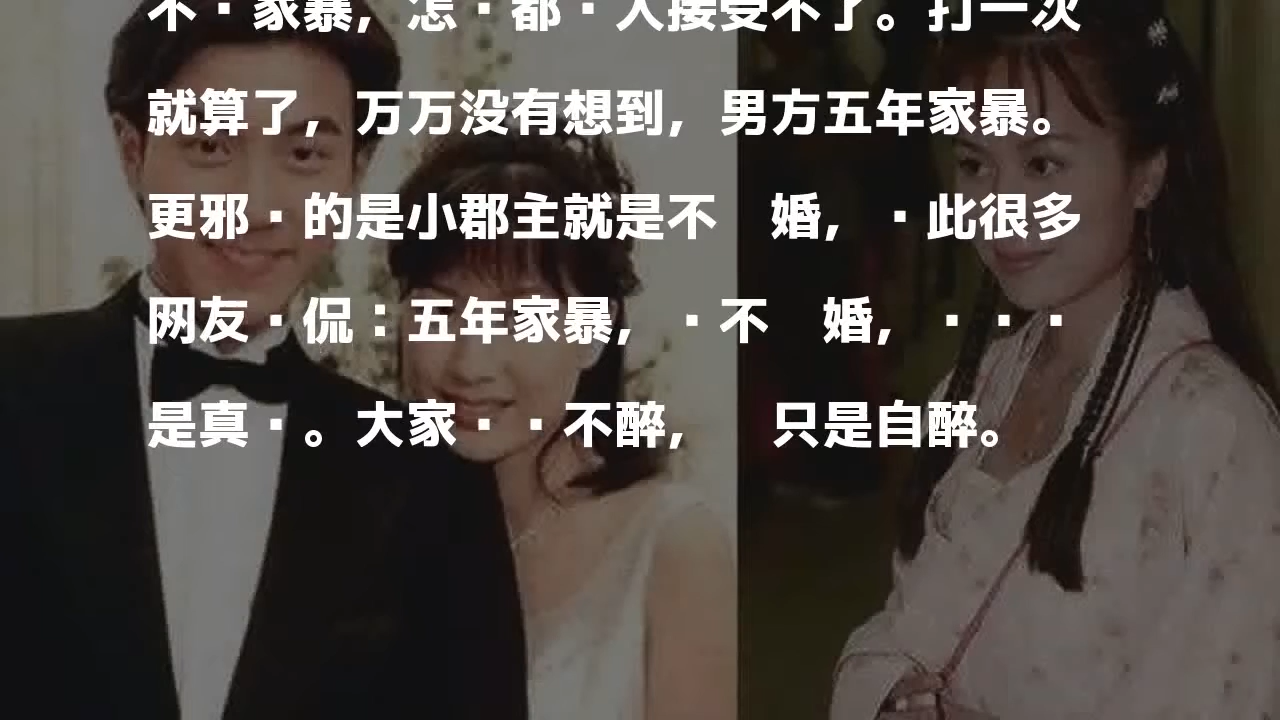 不·家暴，怎·都·人接受不了。打一次
就算了，万万没有想到，男方五年家暴。
更邪·的是小郡主就是不 婚，·此很多
网友·侃：五年家暴，·不 婚，···
是真·。大家··不醉， 只是自醉。